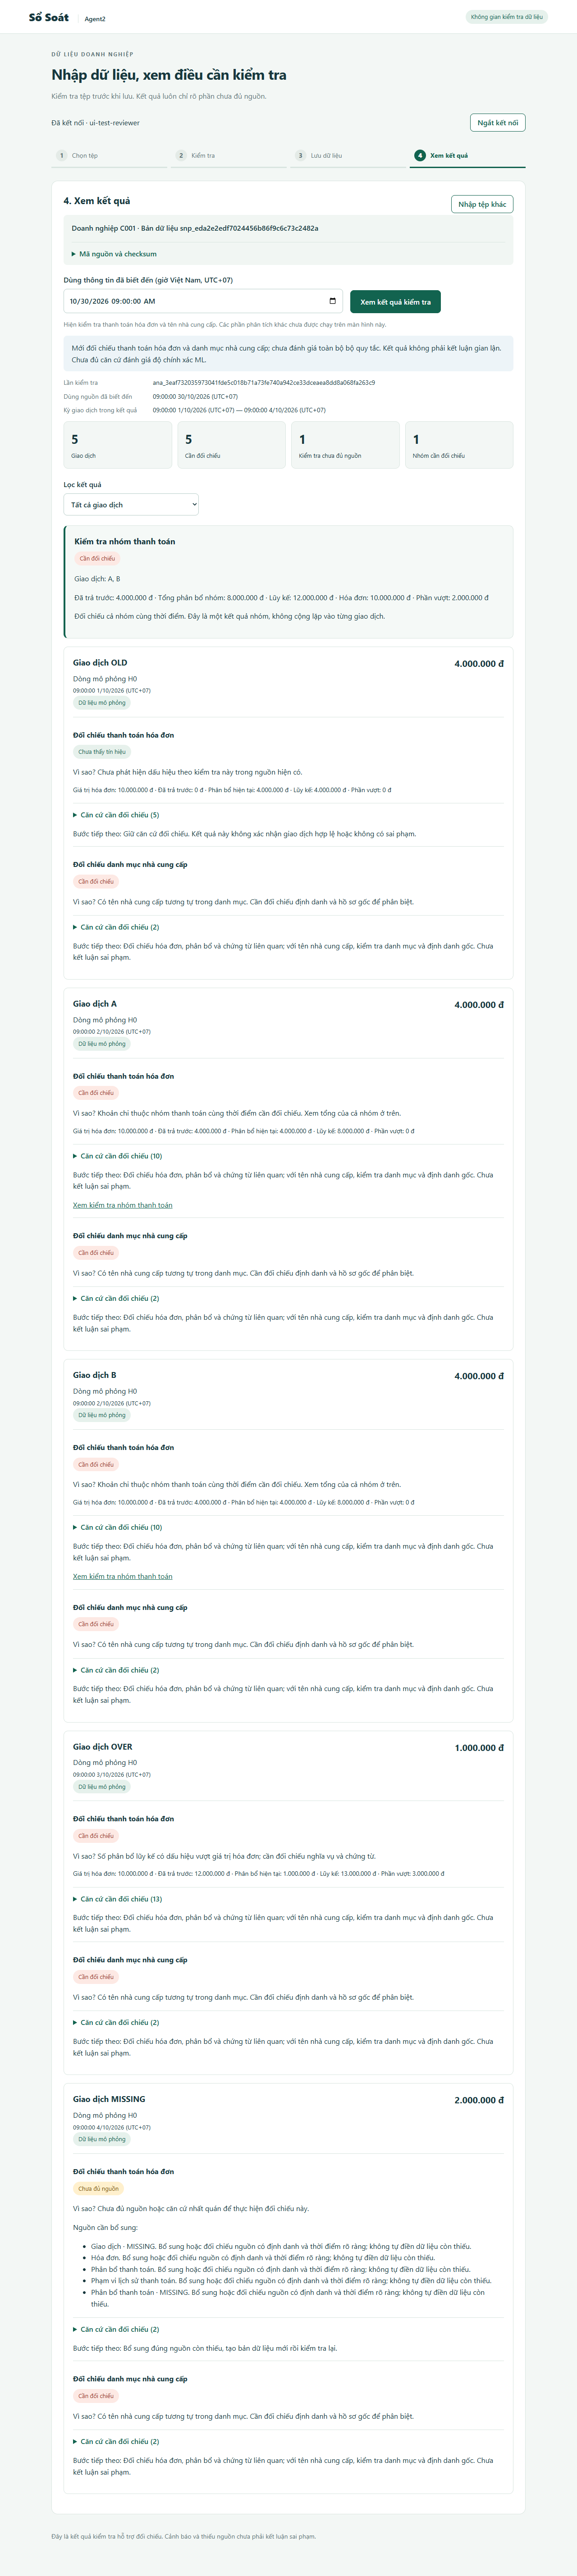 Sổ Soát
Agent2
Không gian kiểm tra dữ liệu
DỮ LIỆU DOANH NGHIỆP
Nhập dữ liệu, xem điều cần kiểm tra
Kiểm tra tệp trước khi lưu. Kết quả luôn chỉ rõ phần chưa đủ nguồn.
Đã kết nối · ui-test-reviewer
Ngắt kết nối
1 Chọn tệp
2 Kiểm tra
3 Lưu dữ liệu
4 Xem kết quả
4. Xem kết quả
Nhập tệp khác
Doanh nghiệp C001 · Bản dữ liệu snp_eda2e2edf7024456b86f9c6c73c2482a
Mã nguồn và checksum
Dùng thông tin đã biết đến (giờ Việt Nam, UTC+07)
10/30/2026 09:00:00 AM
Xem kết quả kiểm tra
Hiện kiểm tra thanh toán hóa đơn và tên nhà cung cấp. Các phần phân tích khác chưa được chạy trên màn hình này.
Mới đối chiếu thanh toán hóa đơn và danh mục nhà cung cấp; chưa đánh giá toàn bộ bộ quy tắc. Kết quả không phải kết luận gian lận.
Chưa đủ cơ sở đánh giá độ chính xác ML.
Lần kiểm tra ana_3eaf732035973041fde5c018b71a73fe740a942ce33dceaea8dd8a068fa263c9
Dùng nguồn đã biết đến 09:00:00 30/10/2026 (UTC+07)
Kỳ giao dịch trong kết quả 09:00:00 1/10/2026 (UTC+07) — 09:00:00 4/10/2026 (UTC+07)
5
Giao dịch
5
Cần đối chiếu
1
Kiểm tra chưa đủ nguồn
1
Nhóm cần đối chiếu
Lọc kết quả
Tất cả giao dịch
Kiểm tra nhóm thanh toán
Cần đối chiếu
Giao dịch: A, B
Đã trả trước: 4.000.000 đ · Tổng phân bổ nhóm: 8.000.000 đ · Lũy kế: 12.000.000 đ · Hóa đơn: 10.000.000 đ · Phần vượt: 2.000.000 đ
Đối chiếu cả nhóm cùng thời điểm. Đây là một kết quả nhóm, không cộng lặp vào từng giao dịch.
Giao dịch OLD
4.000.000 đ
Dòng mô phỏng H0
09:00:00 1/10/2026 (UTC+07)
Dữ liệu mô phỏng
Đối chiếu thanh toán hóa đơn
Chưa thấy tín hiệu
Vì sao? Chưa phát hiện dấu hiệu theo kiểm tra này trong nguồn hiện có.
Giá trị hóa đơn: 10.000.000 đ · Đã trả trước: 0 đ · Phân bổ hiện tại: 4.000.000 đ · Lũy kế: 4.000.000 đ · Phần vượt: 0 đ
Căn cứ cần đối chiếu (5)
Bước tiếp theo: Giữ căn cứ đối chiếu. Kết quả này không xác nhận giao dịch hợp lệ hoặc không có sai phạm.
Đối chiếu danh mục nhà cung cấp
Cần đối chiếu
Vì sao? Có tên nhà cung cấp tương tự trong danh mục. Cần đối chiếu định danh và hồ sơ gốc để phân biệt.
Căn cứ cần đối chiếu (2)
Bước tiếp theo: Đối chiếu hóa đơn, phân bổ và chứng từ liên quan; với tên nhà cung cấp, kiểm tra danh mục và định danh gốc. Chưa
kết luận sai phạm.
Giao dịch A
4.000.000 đ
Dòng mô phỏng H0
09:00:00 2/10/2026 (UTC+07)
Dữ liệu mô phỏng
Đối chiếu thanh toán hóa đơn
Cần đối chiếu
Vì sao? Khoản chi thuộc nhóm thanh toán cùng thời điểm cần đối chiếu. Xem tổng của cả nhóm ở trên.
Giá trị hóa đơn: 10.000.000 đ · Đã trả trước: 4.000.000 đ · Phân bổ hiện tại: 4.000.000 đ · Lũy kế: 8.000.000 đ · Phần vượt: 0 đ
Căn cứ cần đối chiếu (10)
Bước tiếp theo: Đối chiếu hóa đơn, phân bổ và chứng từ liên quan; với tên nhà cung cấp, kiểm tra danh mục và định danh gốc. Chưa
kết luận sai phạm.
Xem kiểm tra nhóm thanh toán
Đối chiếu danh mục nhà cung cấp
Cần đối chiếu
Vì sao? Có tên nhà cung cấp tương tự trong danh mục. Cần đối chiếu định danh và hồ sơ gốc để phân biệt.
Căn cứ cần đối chiếu (2)
Bước tiếp theo: Đối chiếu hóa đơn, phân bổ và chứng từ liên quan; với tên nhà cung cấp, kiểm tra danh mục và định danh gốc. Chưa
kết luận sai phạm.
Giao dịch B
4.000.000 đ
Dòng mô phỏng H0
09:00:00 2/10/2026 (UTC+07)
Dữ liệu mô phỏng
Đối chiếu thanh toán hóa đơn
Cần đối chiếu
Vì sao? Khoản chi thuộc nhóm thanh toán cùng thời điểm cần đối chiếu. Xem tổng của cả nhóm ở trên.
Giá trị hóa đơn: 10.000.000 đ · Đã trả trước: 4.000.000 đ · Phân bổ hiện tại: 4.000.000 đ · Lũy kế: 8.000.000 đ · Phần vượt: 0 đ
Căn cứ cần đối chiếu (10)
Bước tiếp theo: Đối chiếu hóa đơn, phân bổ và chứng từ liên quan; với tên nhà cung cấp, kiểm tra danh mục và định danh gốc. Chưa
kết luận sai phạm.
Xem kiểm tra nhóm thanh toán
Đối chiếu danh mục nhà cung cấp
Cần đối chiếu
Vì sao? Có tên nhà cung cấp tương tự trong danh mục. Cần đối chiếu định danh và hồ sơ gốc để phân biệt.
Căn cứ cần đối chiếu (2)
Bước tiếp theo: Đối chiếu hóa đơn, phân bổ và chứng từ liên quan; với tên nhà cung cấp, kiểm tra danh mục và định danh gốc. Chưa
kết luận sai phạm.
Giao dịch OVER
1.000.000 đ
Dòng mô phỏng H0
09:00:00 3/10/2026 (UTC+07)
Dữ liệu mô phỏng
Đối chiếu thanh toán hóa đơn
Cần đối chiếu
Vì sao? Số phân bổ lũy kế có dấu hiệu vượt giá trị hóa đơn; cần đối chiếu nghĩa vụ và chứng từ.
Giá trị hóa đơn: 10.000.000 đ · Đã trả trước: 12.000.000 đ · Phân bổ hiện tại: 1.000.000 đ · Lũy kế: 13.000.000 đ · Phần vượt: 3.000.000 đ
Căn cứ cần đối chiếu (13)
Bước tiếp theo: Đối chiếu hóa đơn, phân bổ và chứng từ liên quan; với tên nhà cung cấp, kiểm tra danh mục và định danh gốc. Chưa
kết luận sai phạm.
Đối chiếu danh mục nhà cung cấp
Cần đối chiếu
Vì sao? Có tên nhà cung cấp tương tự trong danh mục. Cần đối chiếu định danh và hồ sơ gốc để phân biệt.
Căn cứ cần đối chiếu (2)
Bước tiếp theo: Đối chiếu hóa đơn, phân bổ và chứng từ liên quan; với tên nhà cung cấp, kiểm tra danh mục và định danh gốc. Chưa
kết luận sai phạm.
Giao dịch MISSING
2.000.000 đ
Dòng mô phỏng H0
09:00:00 4/10/2026 (UTC+07)
Dữ liệu mô phỏng
Đối chiếu thanh toán hóa đơn
Chưa đủ nguồn
Vì sao? Chưa đủ nguồn hoặc căn cứ nhất quán để thực hiện đối chiếu này.
Nguồn cần bổ sung:
• Giao dịch · MISSING. Bổ sung hoặc đối chiếu nguồn có định danh và thời điểm rõ ràng; không tự điền dữ liệu còn thiếu.
• Hóa đơn. Bổ sung hoặc đối chiếu nguồn có định danh và thời điểm rõ ràng; không tự điền dữ liệu còn thiếu.
• Phân bổ thanh toán. Bổ sung hoặc đối chiếu nguồn có định danh và thời điểm rõ ràng; không tự điền dữ liệu còn thiếu.
• Phạm vi lịch sử thanh toán. Bổ sung hoặc đối chiếu nguồn có định danh và thời điểm rõ ràng; không tự điền dữ liệu còn thiếu.
• Phân bổ thanh toán · MISSING. Bổ sung hoặc đối chiếu nguồn có định danh và thời điểm rõ ràng; không tự điền dữ liệu còn
thiếu.
Căn cứ cần đối chiếu (2)
Bước tiếp theo: Bổ sung đúng nguồn còn thiếu, tạo bản dữ liệu mới rồi kiểm tra lại.
Đối chiếu danh mục nhà cung cấp
Cần đối chiếu
Vì sao? Có tên nhà cung cấp tương tự trong danh mục. Cần đối chiếu định danh và hồ sơ gốc để phân biệt.
Căn cứ cần đối chiếu (2)
Bước tiếp theo: Đối chiếu hóa đơn, phân bổ và chứng từ liên quan; với tên nhà cung cấp, kiểm tra danh mục và định danh gốc. Chưa
kết luận sai phạm.
Đây là kết quả kiểm tra hỗ trợ đối chiếu. Cảnh báo và thiếu nguồn chưa phải kết luận sai phạm.